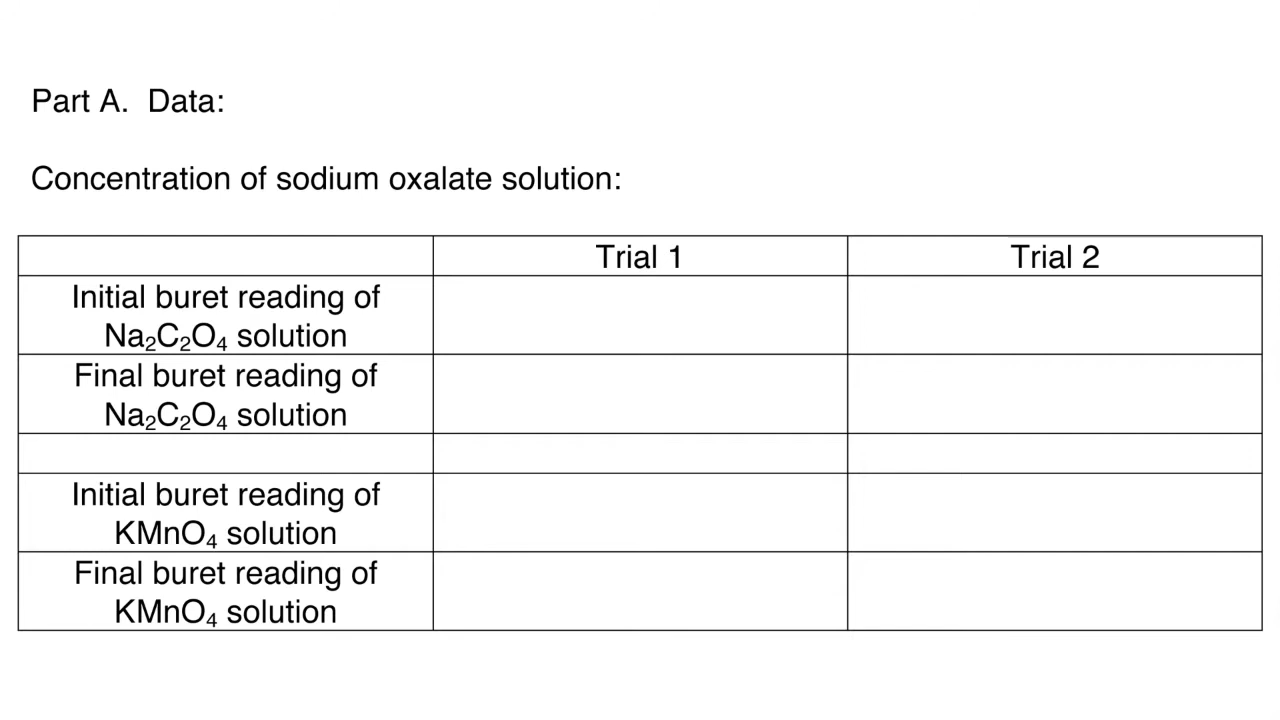 Part A.  Data:
Concentration of sodium oxalate solution:
Trial 1
Trial 2
Initial buret reading of
Na₂C₂O₄ solution
Final buret reading of
Na₂C₂O₄ solution
Initial buret reading of
KMnO₄ solution
Final buret reading of
KMnO₄ solution